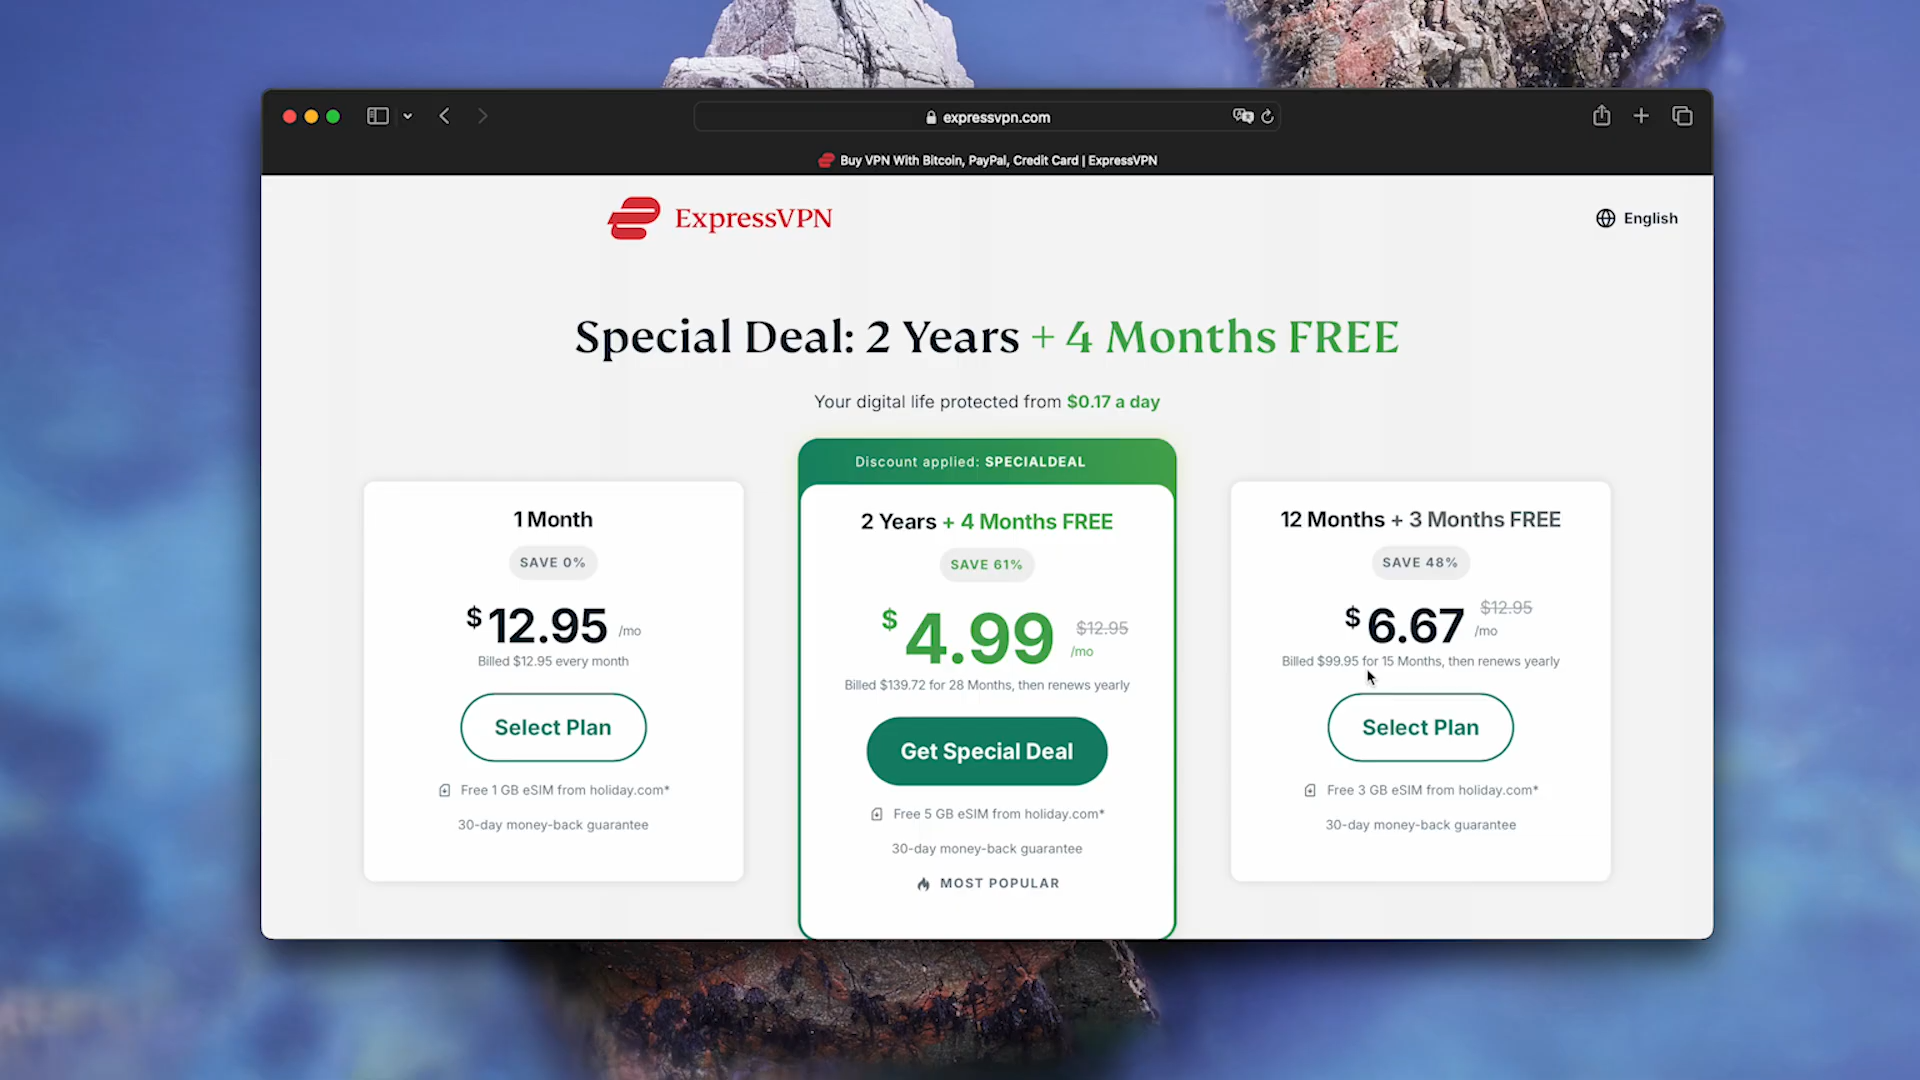 expressvpn.com
Buy VPN With Bitcoin, PayPal, Credit Card | ExpressVPN
ExpressVPN
English
Special Deal: 2 Years + 4 Months FREE
Your digital life protected from $0.17 a day
1 Month
SAVE 0%
$12.95 /mo
Billed $12.95 every month
Select Plan
Free 1 GB eSIM from holiday.com*
30-day money-back guarantee
Discount applied: SPECIALDEAL
2 Years + 4 Months FREE
SAVE 61%
$4.99 $12.95 /mo
Billed $139.72 for 28 Months, then renews yearly
Get Special Deal
Free 5 GB eSIM from holiday.com*
30-day money-back guarantee
MOST POPULAR
12 Months + 3 Months FREE
SAVE 48%
$6.67 $12.95 /mo
Billed $99.95 for 15 Months, then renews yearly
Select Plan
Free 3 GB eSIM from holiday.com*
30-day money-back guarantee